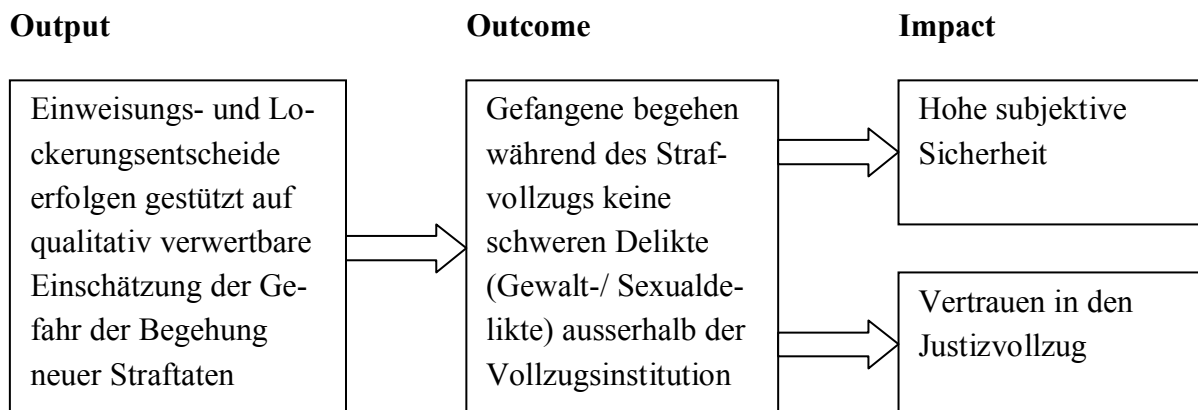 Output
Outcome
Impact
Einweisungs- und Lo-
ckerungsentscheide
erfolgen gestützt auf
qualitativ verwertbare
Einschätzung der Ge-
fahr der Begehung
neuer Straftaten
Gefangene begehen
während des Straf-
vollzugs keine
schweren Delikte
(Gewalt-/ Sexualde-
likte) ausserhalb der
Vollzugsinstitution
Hohe subjektive
Sicherheit
Vertrauen in den
Justizvollzug